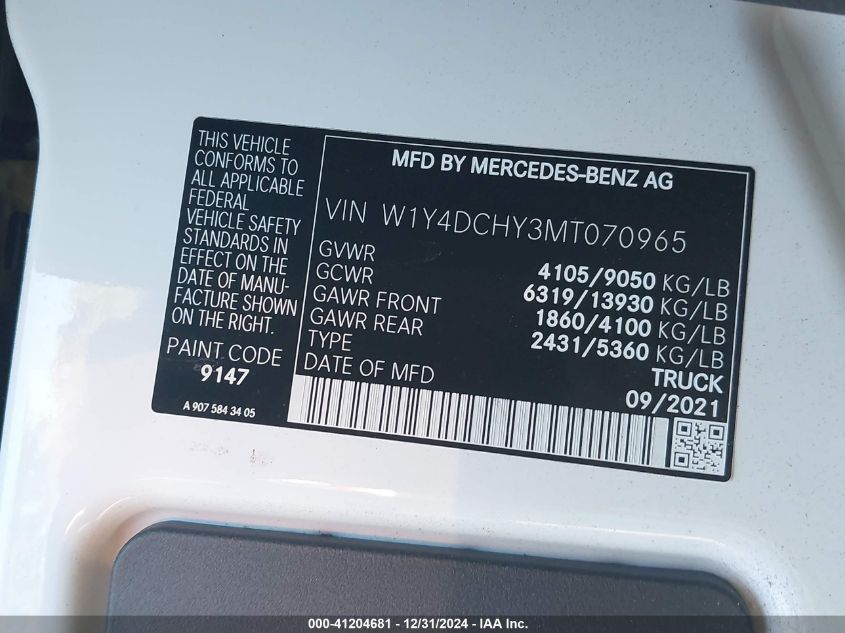 THIS VEHICLE
CONFORMS TO
ALL APPLICABLE
FEDERAL
VEHICLE SAFETY
STANDARDS IN
EFFECT ON THE
DATE OF MANU-
FACTURE SHOWN
ON THE RIGHT.
PAINT CODE
9147
A 907 584 34 05
MFD BY MERCEDES-BENZ AG
VIN W1Y4DCHY3MT070965
GVWR 4105/9050 KG/LB
GCWR 6319/13930 KG/LB
GAWR FRONT 1860/4100 KG/LB
GAWR REAR 2431/5360 KG/LB
TYPE TRUCK
DATE OF MFD 09/2021
000-41204681 - 12/31/2024 - IAA Inc.